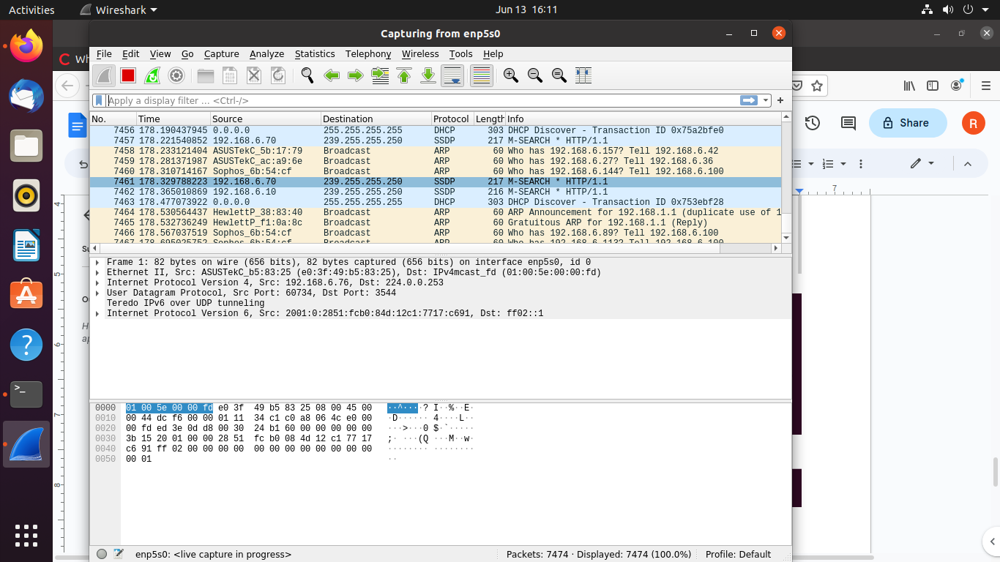 Activities Wireshark Jun 13 16:11
Capturing from enp5s0
Wh
File Edit View Go Capture Analyze Statistics Telephony Wireless Tools Help
Apply a display filter ... <Ctrl-/>
Share R
No. Time Source Destination Protocol Length Info
7456 178.190437945 0.0.0.0 255.255.255.255 DHCP 303 DHCP Discover - Transaction ID 0x75a2bfe0
7457 178.221540852 192.168.6.70 239.255.255.250 SSDP 217 M-SEARCH * HTTP/1.1
7458 178.233121404 ASUSTekC_5b:17:79 Broadcast ARP 60 Who has 192.168.6.157? Tell 192.168.6.42
7459 178.281371987 ASUSTekC_ac:a9:6e Broadcast ARP 60 Who has 192.168.6.27? Tell 192.168.6.36
7460 178.310714167 Sophos_6b:54:cf Broadcast ARP 60 Who has 192.168.6.144? Tell 192.168.6.100
7461 178.329788223 192.168.6.70 239.255.255.250 SSDP 217 M-SEARCH * HTTP/1.1
7462 178.365010869 192.168.6.10 239.255.255.250 SSDP 216 M-SEARCH * HTTP/1.1
7463 178.477073922 0.0.0.0 255.255.255.255 DHCP 303 DHCP Discover - Transaction ID 0x753ebf28
7464 178.530564437 HewlettP_38:83:40 Broadcast ARP 60 ARP Announcement for 192.168.1.1 (duplicate use of 1
7465 178.532736249 HewlettP_f1:0a:8c Broadcast ARP 60 Gratuitous ARP for 192.168.1.1 (Reply)
7466 178.567037519 Sophos_6b:54:cf Broadcast ARP 60 Who has 192.168.6.89? Tell 192.168.6.100
7467 178.695025752 Sophos_6b:54:cf Broadcast ARP 60 Who has 192.168.6.113? Tell 192.168.6.100
Frame 1: 82 bytes on wire (656 bits), 82 bytes captured (656 bits) on interface enp5s0, id 0
Ethernet II, Src: ASUSTekC_b5:83:25 (e0:3f:49:b5:83:25), Dst: IPv4mcast_fd (01:00:5e:00:00:fd)
Internet Protocol Version 4, Src: 192.168.6.76, Dst: 224.0.0.253
User Datagram Protocol, Src Port: 60734, Dst Port: 3544
Teredo IPv6 over UDP tunneling
Internet Protocol Version 6, Src: 2001:0:2851:fcb0:84d:12c1:7717:c691, Dst: ff02::1
0000 01 00 5e 00 00 fd e0 3f 49 b5 83 25 08 00 45 00 ··^····? I··%··E·
0010 00 44 dc f6 00 00 01 11 34 c1 c0 a8 06 4c e0 00 ·D······ 4····L··
0020 00 fd ed 3e 0d d8 00 30 24 b1 60 00 00 00 00 00 ···>···0 $·`·····
0030 3b 15 20 01 00 00 28 51 fc b0 08 4d 12 c1 77 17 ;· ···(Q ···M··w·
0040 c6 91 ff 02 00 00 00 00 00 00 00 00 00 00 00 00 ········ ········
0050 00 01 ··
enp5s0: <live capture in progress> Packets: 7474 · Displayed: 7474 (100.0%) Profile: Default
4
5
6
7
8
7